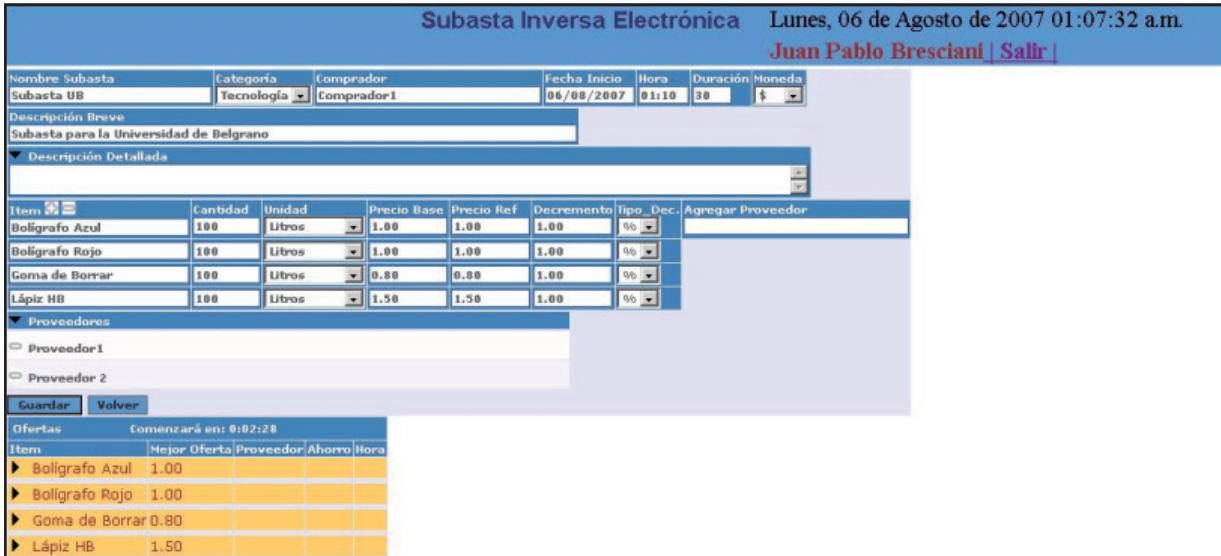 Subasta Inversa Electrónica Lunes, 06 de Agosto de 2007 01:07:32 a.m.
Juan Pablo Bresciani | Salir |
Nombre Subasta Categoría Comprador Fecha Inicio Hora Duración Moneda
Subasta UB Tecnología Comprador1 06/08/2007 01:10 30 $
Descripción Breve
Subasta para la Universidad de Belgrano
Descripción Detallada
Item Cantidad Unidad Precio Base Precio Ref Decremento Tipo_Dec. Agregar Proveedor
Bolígrafo Azul 100 Litros 1.00 1.00 1.00 %
Bolígrafo Rojo 100 Litros 1.00 1.00 1.00 %
Goma de Borrar 100 Litros 0.80 0.80 1.00 %
Lápiz HB 100 Litros 1.50 1.50 1.00 %
Proveedores
Proveedor1
Proveedor 2
Guardar Volver
Ofertas Comenzará en: 0:02:28
Item Mejor Oferta Proveedor Ahorro Hora
Bolígrafo Azul 1.00
Bolígrafo Rojo 1.00
Goma de Borrar 0.80
Lápiz HB 1.50